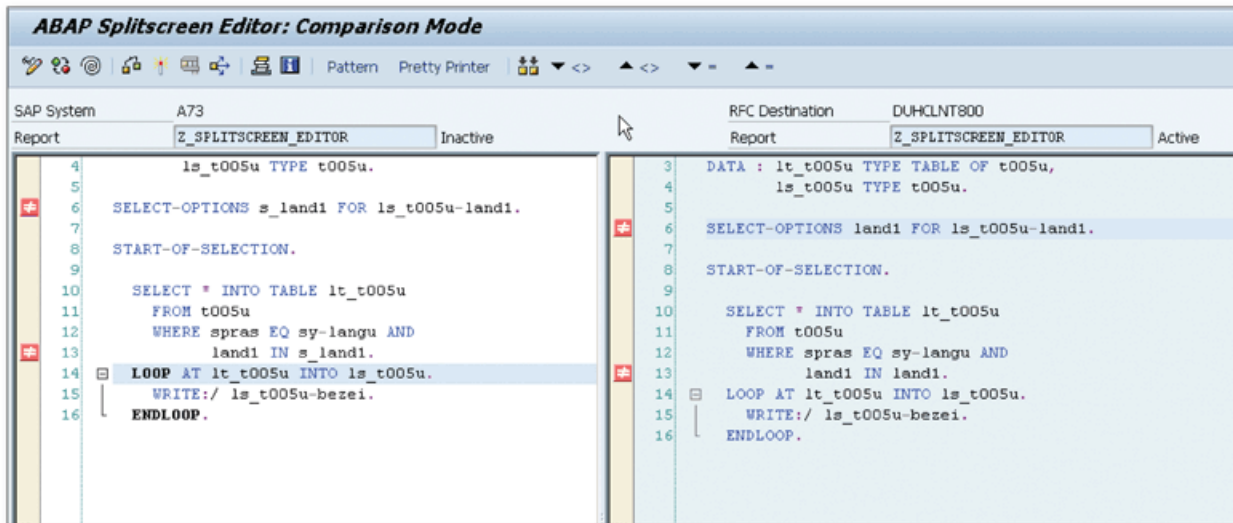 ABAP Splitscreen Editor: Comparison Mode
Pattern Pretty Printer <> <> = =
SAP System A73
Report Z_SPLITSCREEN_EDITOR Inactive
4 ls_t005u TYPE t005u.
5
6 SELECT-OPTIONS s_land1 FOR ls_t005u-land1.
7
8 START-OF-SELECTION.
9
10 SELECT * INTO TABLE lt_t005u
11 FROM t005u
12 WHERE spras EQ sy-langu AND
13 land1 IN s_land1.
14 LOOP AT lt_t005u INTO ls_t005u.
15 WRITE:/ ls_t005u-bezei.
16 ENDLOOP.
RFC Destination DUHCLNT800
Report Z_SPLITSCREEN_EDITOR Active
3 DATA : lt_t005u TYPE TABLE OF t005u,
4 ls_t005u TYPE t005u.
5
6 SELECT-OPTIONS land1 FOR ls_t005u-land1.
7
8 START-OF-SELECTION.
9
10 SELECT * INTO TABLE lt_t005u
11 FROM t005u
12 WHERE spras EQ sy-langu AND
13 land1 IN land1.
14 LOOP AT lt_t005u INTO ls_t005u.
15 WRITE:/ ls_t005u-bezei.
16 ENDLOOP.